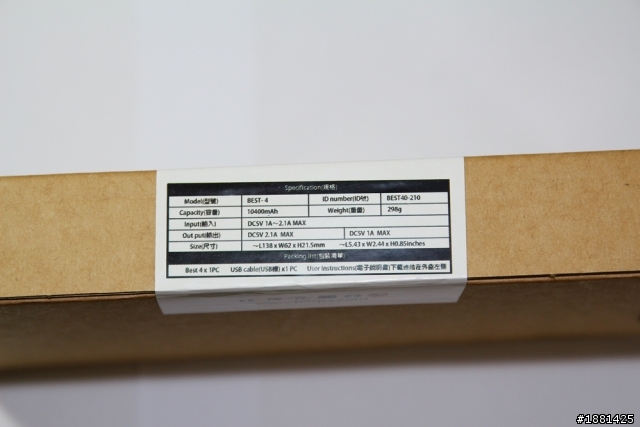 Specification(規格)
Model(型號) BEST- 4 ID number(ID號) BEST40-210
Capacity(容量) 10400mAh Weight(重量) 298g
Input(輸入) DC5V 1A~2.1A MAX
Out put(輸出) DC5V 2.1A MAX DC5V 1A MAX
Size(尺寸) ~L138 x W62 x H21.5mm ~L5.43 x W2.44 x H0.85inches
Packing list(包裝清單)
Best 4 x 1PC USB cable(USB線) x1 PC User Instructions(電子說明書)下載連結在外盒左側
#1881425